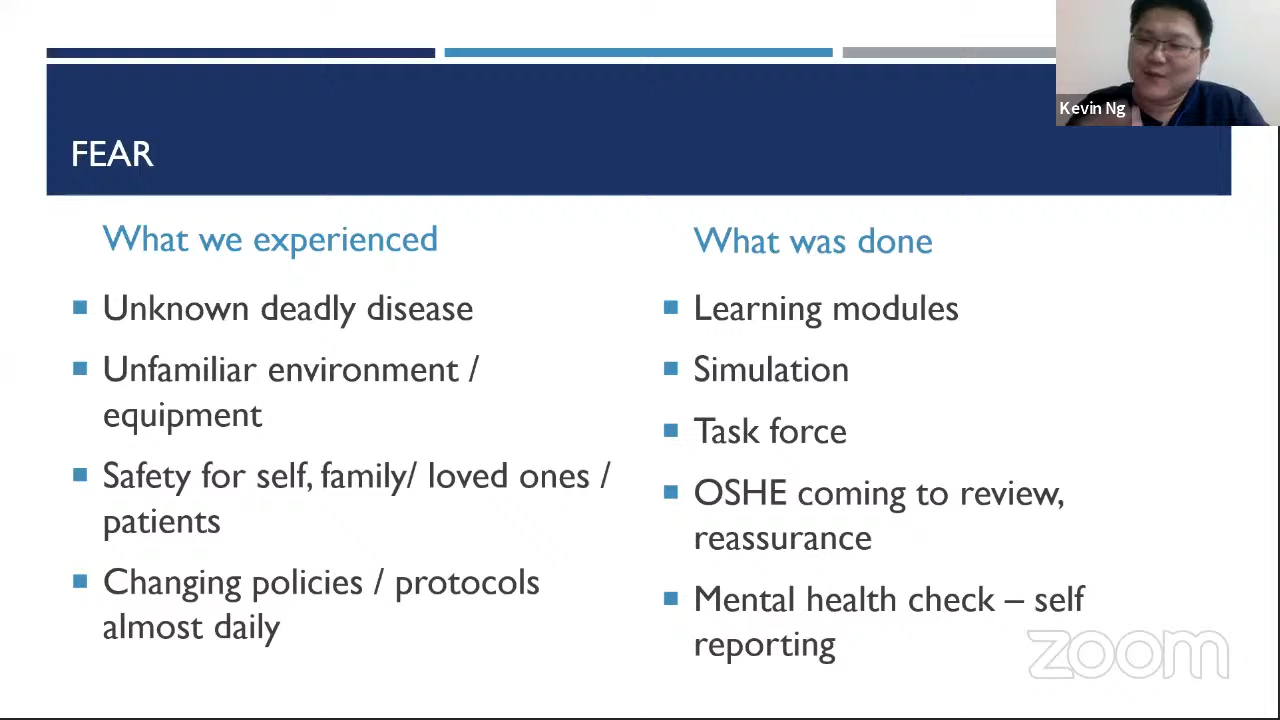 Kevin Ng
FEAR
What we experienced
Unknown deadly disease
Unfamiliar environment /
equipment
Safety for self, family/ loved ones /
patients
Changing policies / protocols
almost daily
What was done
Learning modules
Simulation
Task force
OSHE coming to review,
reassurance
Mental health check – self
reporting
zoom